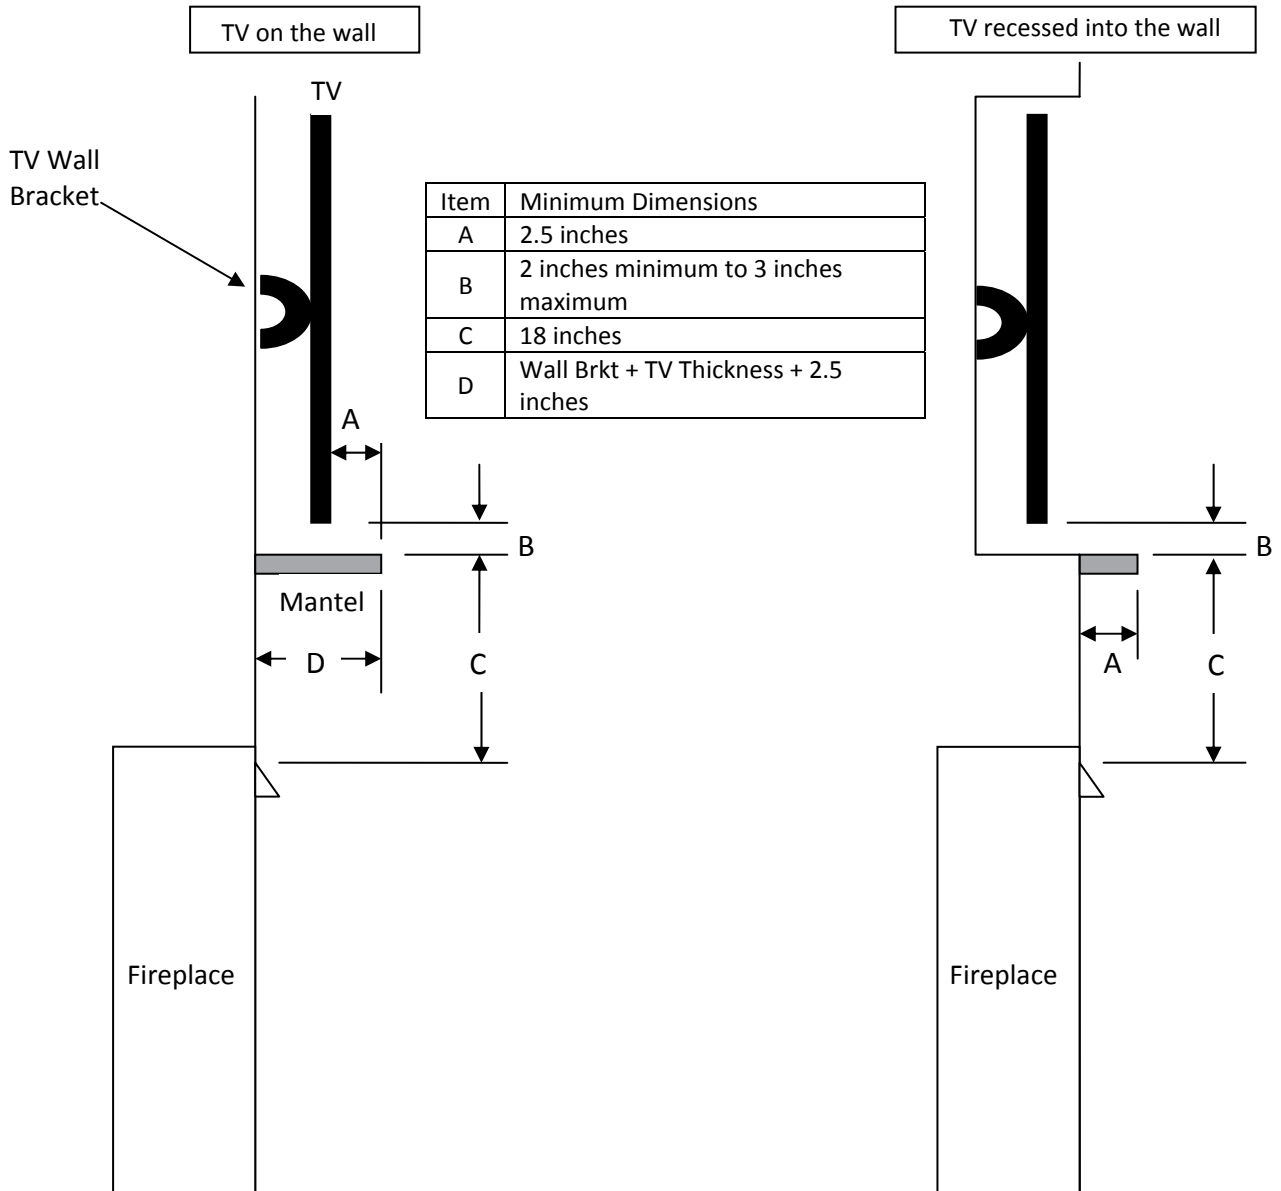 TV on the wall
TV recessed into the wall
TV
TV Wall
Bracket
Item Minimum Dimensions
A 2.5 inches
B 2 inches minimum to 3 inches
maximum
C 18 inches
D Wall Brkt + TV Thickness + 2.5
inches
A
B
Mantel
D
C
Fireplace
B
A
C
Fireplace